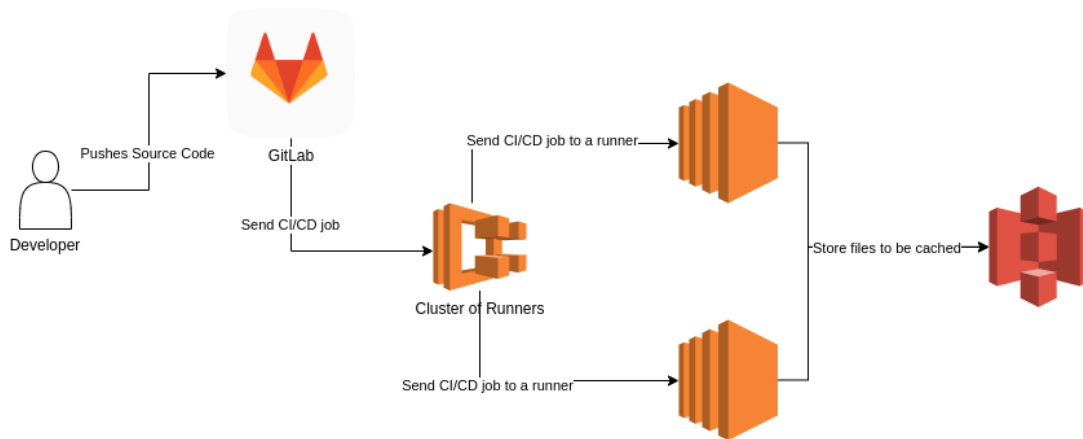 Pushes Source Code
Developer
GitLab
Send CI/CD job
Cluster of Runners
Send CI/CD job to a runner
Send CI/CD job to a runner
Store files to be cached